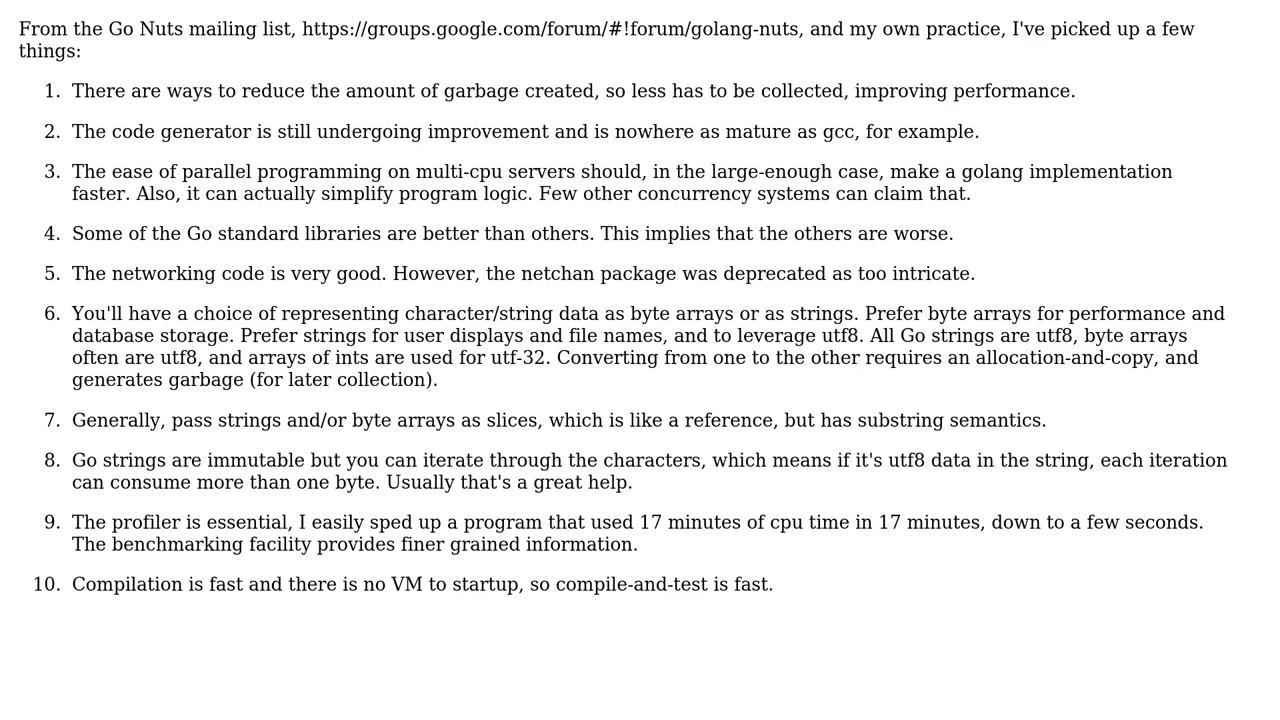 From the Go Nuts mailing list, https://groups.google.com/forum/#!forum/golang-nuts, and my own practice, I've picked up a few
things:
1. There are ways to reduce the amount of garbage created, so less has to be collected, improving performance.
2. The code generator is still undergoing improvement and is nowhere as mature as gcc, for example.
3. The ease of parallel programming on multi-cpu servers should, in the large-enough case, make a golang implementation
faster. Also, it can actually simplify program logic. Few other concurrency systems can claim that.
4. Some of the Go standard libraries are better than others. This implies that the others are worse.
5. The networking code is very good. However, the netchan package was deprecated as too intricate.
6. You'll have a choice of representing character/string data as byte arrays or as strings. Prefer byte arrays for performance and
database storage. Prefer strings for user displays and file names, and to leverage utf8. All Go strings are utf8, byte arrays
often are utf8, and arrays of ints are used for utf-32. Converting from one to the other requires an allocation-and-copy, and
generates garbage (for later collection).
7. Generally, pass strings and/or byte arrays as slices, which is like a reference, but has substring semantics.
8. Go strings are immutable but you can iterate through the characters, which means if it's utf8 data in the string, each iteration
can consume more than one byte. Usually that's a great help.
9. The profiler is essential, I easily sped up a program that used 17 minutes of cpu time in 17 minutes, down to a few seconds.
The benchmarking facility provides finer grained information.
10. Compilation is fast and there is no VM to startup, so compile-and-test is fast.